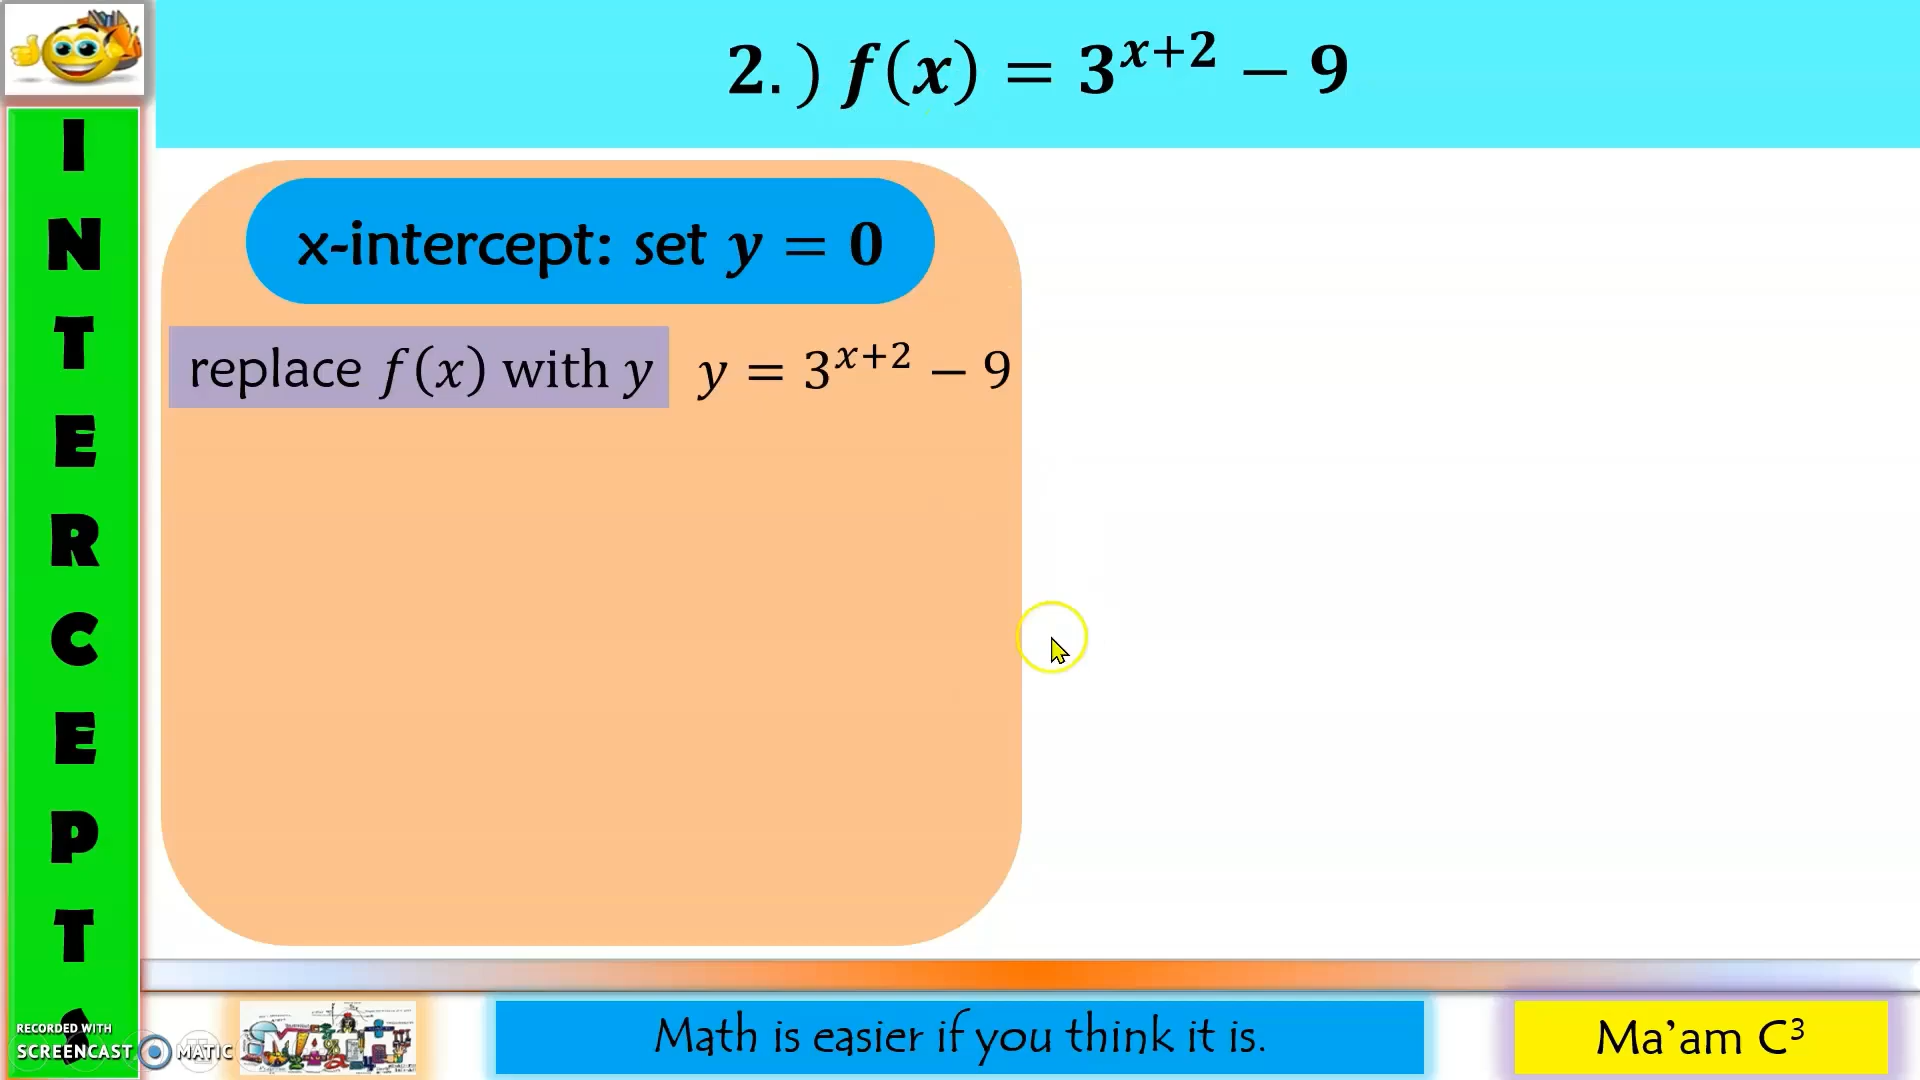 2. ) f(x) = 3^{x+2} − 9
I
N
T
E
R
C
E
P
T
S
x-intercept: set y = 0
replace f(x) with y y = 3^{x+2} − 9
RECORDED WITH
SCREENCAST MATIC
MATH
Math is easier if you think it is.
Ma'am C³